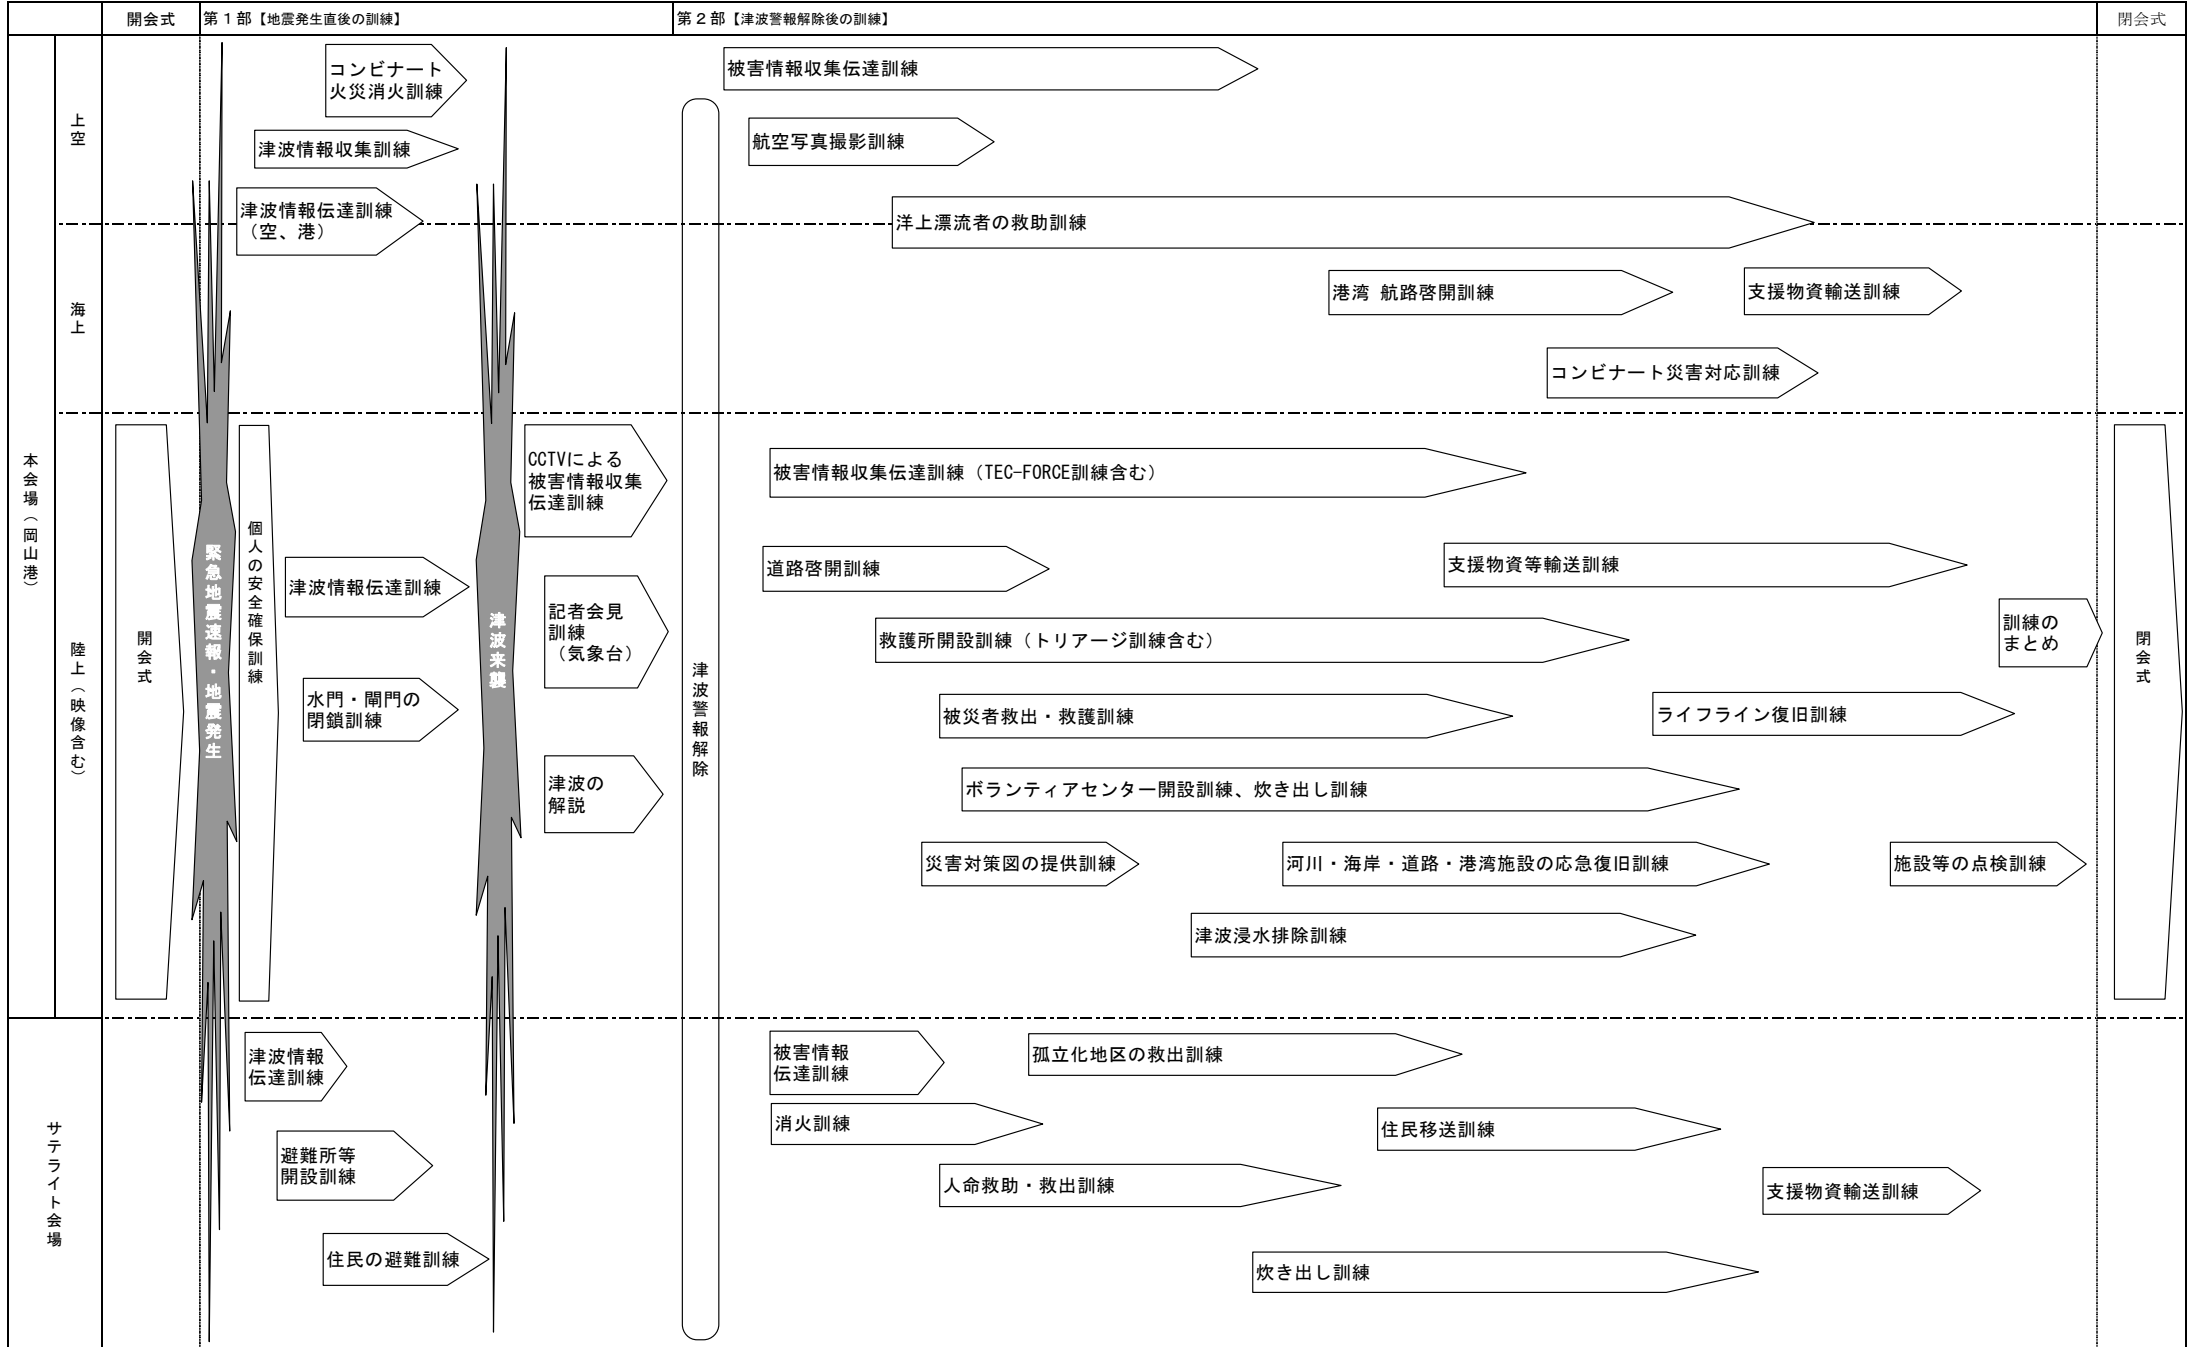 開会式
第１部【地震発生直後の訓練】
第２部【津波警報解除後の訓練】
閉会式
本会場（岡山港）
上空
コンビナート
火災消火訓練
津波情報収集訓練
津波情報伝達訓練
（空、港）
被害情報収集伝達訓練
航空写真撮影訓練
洋上漂流者の救助訓練
海上
港湾 航路啓開訓練
支援物資輸送訓練
コンビナート災害対応訓練
陸上（映像含む）
開会式
緊急地震速報・地震発生
個人の安全確保訓練
津波情報伝達訓練
水門・閘門の
閉鎖訓練
津波来襲
CCTVによる
被害情報収集
伝達訓練
記者会見
訓練
（気象台）
津波の
解説
津波警報解除
被害情報収集伝達訓練（TEC-FORCE訓練含む）
道路啓開訓練
支援物資等輸送訓練
救護所開設訓練（トリアージ訓練含む）
訓練の
まとめ
被災者救出・救護訓練
ライフライン復旧訓練
ボランティアセンター開設訓練、炊き出し訓練
災害対策図の提供訓練
河川・海岸・道路・港湾施設の応急復旧訓練
施設等の点検訓練
津波浸水排除訓練
閉会式
サテライト会場
津波情報
伝達訓練
避難所等
開設訓練
住民の避難訓練
被害情報
伝達訓練
孤立化地区の救出訓練
消火訓練
住民移送訓練
人命救助・救出訓練
支援物資輸送訓練
炊き出し訓練